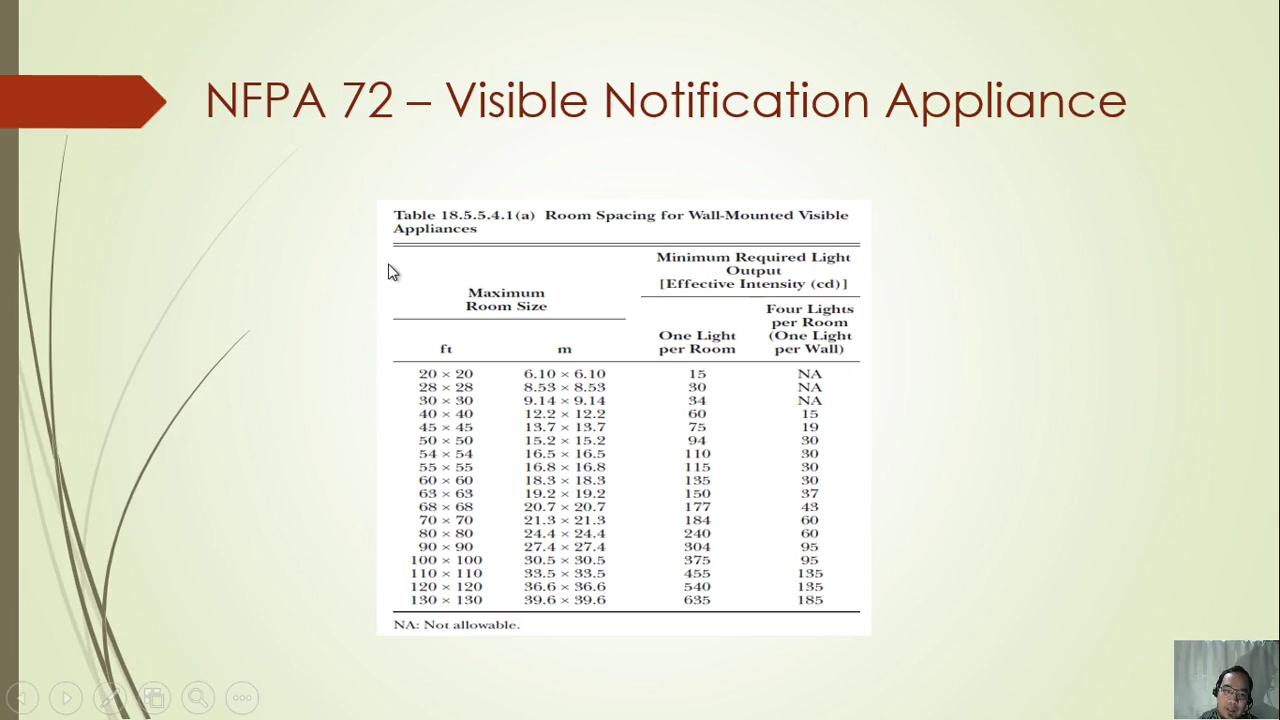 NFPA 72 – Visible Notification Appliance
Table 18.5.5.4.1(a) Room Spacing for Wall-Mounted Visible
Appliances
Minimum Required Light
Output
[Effective Intensity (cd)]
Maximum
Room Size
Four Lights
per Room
One Light (One Light
ft m per Room per Wall)
20 × 20 6.10 × 6.10 15 NA
28 × 28 8.53 × 8.53 30 NA
30 × 30 9.14 × 9.14 34 NA
40 × 40 12.2 × 12.2 60 15
45 × 45 13.7 × 13.7 75 19
50 × 50 15.2 × 15.2 94 30
54 × 54 16.5 × 16.5 110 30
55 × 55 16.8 × 16.8 115 30
60 × 60 18.3 × 18.3 135 30
63 × 63 19.2 × 19.2 150 37
68 × 68 20.7 × 20.7 177 43
70 × 70 21.3 × 21.3 184 60
80 × 80 24.4 × 24.4 240 60
90 × 90 27.4 × 27.4 304 95
100 × 100 30.5 × 30.5 375 95
110 × 110 33.5 × 33.5 455 135
120 × 120 36.6 × 36.6 540 135
130 × 130 39.6 × 39.6 635 185
NA: Not allowable.